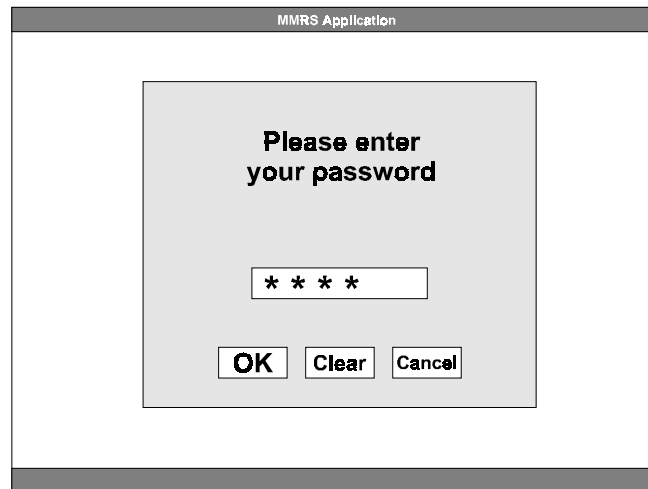 MMRS Application
Please enter
your password
* * * *
OK Clear Cancel